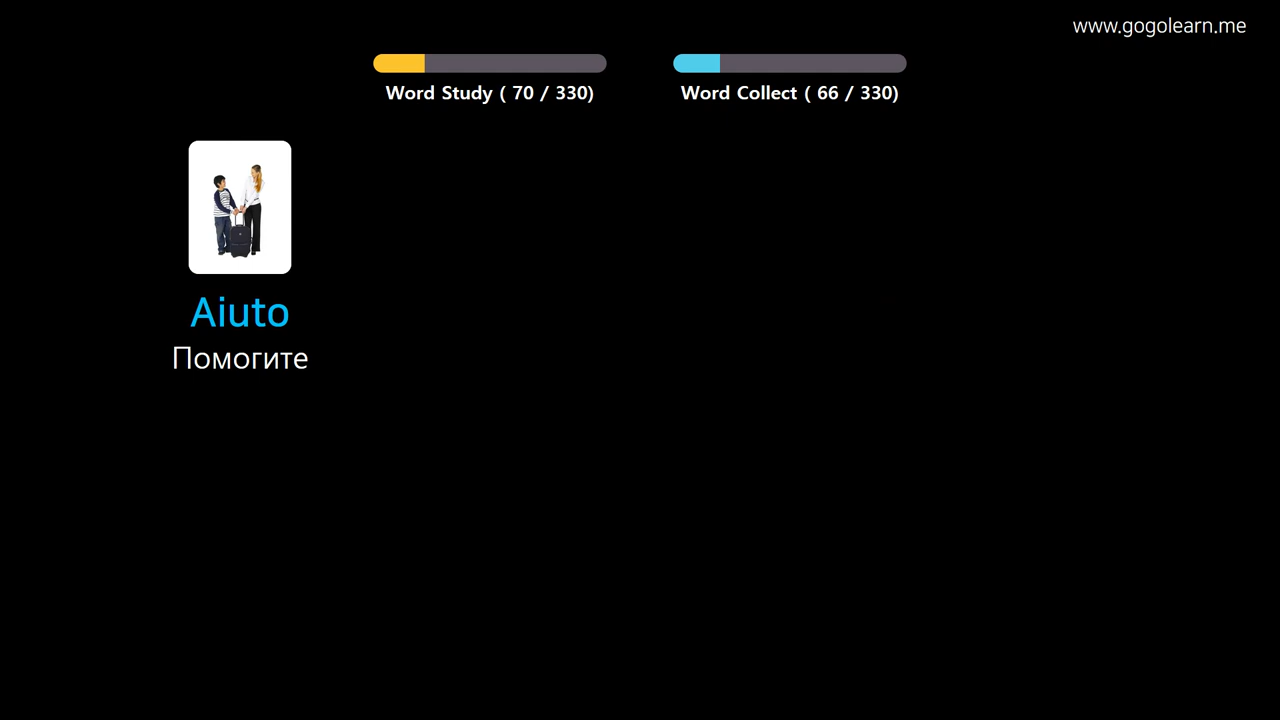 www.gogolearn.me
Word Study ( 70 / 330)
Word Collect ( 66 / 330)
Aiuto
Помогите